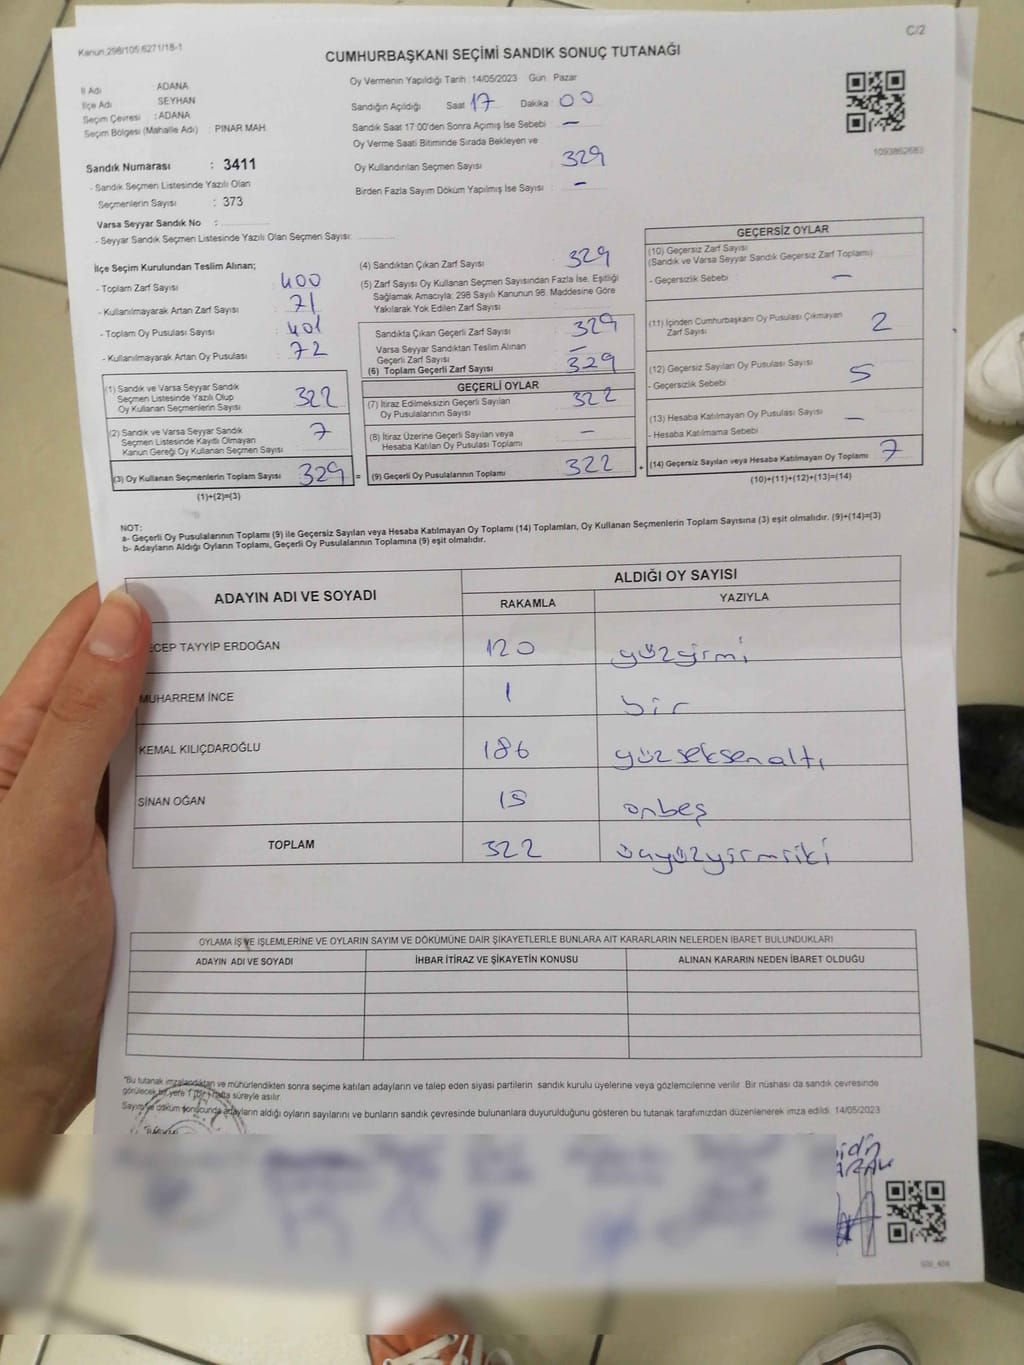 Kanun.298/105,6271/18-1
C/2
CUMHURBAŞKANI SEÇİMİ SANDIK SONUÇ TUTANAĞI
İl Adı ADANA
İlçe Adı SEYHAN
Seçim Çevresi : ADANA
Seçim Bölgesi (Mahalle Adı) : PINAR MAH.
Sandık Numarası : 3411
- Sandık Seçmen Listesinde Yazılı Olan
Seçmenlerin Sayısı : 373
Varsa Seyyar Sandık No :
- Seyyar Sandık Seçmen Listesinde Yazılı Olan Seçmen Sayısı:
Oy Vermenin Yapıldığı Tarih :14/05/2023 Gün : Pazar
Sandığın Açıldığı Saat 17 Dakika 00
Sandık Saat 17:00'den Sonra Açımış İse Sebebi : —
Oy Verme Saati Bitiminde Sırada Bekleyen ve
Oy Kullandırılan Seçmen Sayısı 329
Birden Fazla Sayım Döküm Yapılmış İse Sayısı : —
1093862683
İlçe Seçim Kurulundan Teslim Alınan;
- Toplam Zarf Sayısı : 400
- Kullanılmayarak Artan Zarf Sayısı : 71
- Toplam Oy Pusulası Sayısı : 401
- Kullanılmayarak Artan Oy Pusulası : 72
(1) Sandık ve Varsa Seyyar Sandık
Seçmen Listesinde Yazılı Olup
Oy Kullanan Seçmenlerin Sayısı 322
(2) Sandık ve Varsa Seyyar Sandık
Seçmen Listesinde Kayıtlı Olmayan
Kanun Gereği Oy Kullanan Seçmen Sayısı : 7
(3) Oy Kullanan Seçmenlerin Toplam Sayısı 329 =
(1)+(2)=(3)
(4) Sandıktan Çıkan Zarf Sayısı : 329
(5) Zarf Sayısı Oy Kullanan Seçmen Sayısından Fazla İse, Eşitliği
Sağlamak Amacıyla; 298 Sayılı Kanunun 98. Maddesine Göre
Yakılarak Yok Edilen Zarf Sayısı :
Sandıkta Çıkan Geçerli Zarf Sayısı : 329
Varsa Seyyar Sandıktan Teslim Alınan
Geçerli Zarf Sayısı : —
(6) Toplam Geçerli Zarf Sayısı : 329
GEÇERLİ OYLAR
(7) İtiraz Edilmeksizin Geçerli Sayılan
Oy Pusulalarının Sayısı : 322
(8) İtiraz Üzerine Geçerli Sayılan veya
Hesaba Katılan Oy Pusulası Toplamı : —
(9) Geçerli Oy Pusulalarının Toplamı : 322 +
GEÇERSİZ OYLAR
(10) Geçersiz Zarf Sayısı
(Sandık ve Varsa Seyyar Sandık Geçersiz Zarf Toplamı)
- Geçersizlik Sebebi : —
(11) İçinden Cumhurbaşkanı Oy Pusulası Çıkmayan
Zarf Sayısı : 2
(12) Geçersiz Sayılan Oy Pusulası Sayısı
- Geçersizlik Sebebi : 5
(13) Hesaba Katılmayan Oy Pusulası Sayısı : —
- Hesaba Katılmama Sebebi :
(14) Geçersiz Sayılan veya Hesaba Katılmayan Oy Toplamı : 7
(10)+(11)+(12)+(13)=(14)
NOT:
a- Geçerli Oy Pusulalarının Toplamı (9) ile Geçersiz Sayılan veya Hesaba Katılmayan Oy Toplamı (14) Toplamları, Oy Kullanan Seçmenlerin Toplam Sayısına (3) eşit olmalıdır. (9)+(14)=(3)
b- Adayların Aldığı Oyların Toplamı, Geçerli Oy Pusulalarının Toplamına (9) eşit olmalıdır.
ADAYIN ADI VE SOYADI ALDIĞI OY SAYISI
RAKAMLA YAZIYLA
ECEP TAYYİP ERDOĞAN 120 yüzyirmi
MUHARREM İNCE 1 bir
KEMAL KILIÇDAROĞLU 186 yüzseksenaltı
SİNAN OĞAN 15 onbeş
TOPLAM 322 üçyüzyirmiiki
OYLAMA İŞ VE İŞLEMLERİNE VE OYLARIN SAYIM VE DÖKÜMÜNE DAİR ŞİKAYETLERLE BUNLARA AİT KARARLARIN NELERDEN İBARET BULUNDUKLARI
ADAYIN ADI VE SOYADI İHBAR İTİRAZ VE ŞİKAYETİN KONUSU ALINAN KARARIN NEDEN İBARET OLDUĞU
"Bu tutanak imzalandıktan ve mühürlendikten sonra seçime katılan adayların ve talep eden siyasi partilerin sandık kurulu üyelerine veya gözlemcilerine verilir. Bir nüshası da sandık çevresinde
görülecek bir yere 1 (bir) hafta süreyle asılır.
Sayım ve döküm sonucunda adayların aldığı oyların sayılarını ve bunların sandık çevresinde bulunanlara duyurulduğunu gösteren bu tutanak tarafımızdan düzenlenerek imza edildi. 14/05/2023